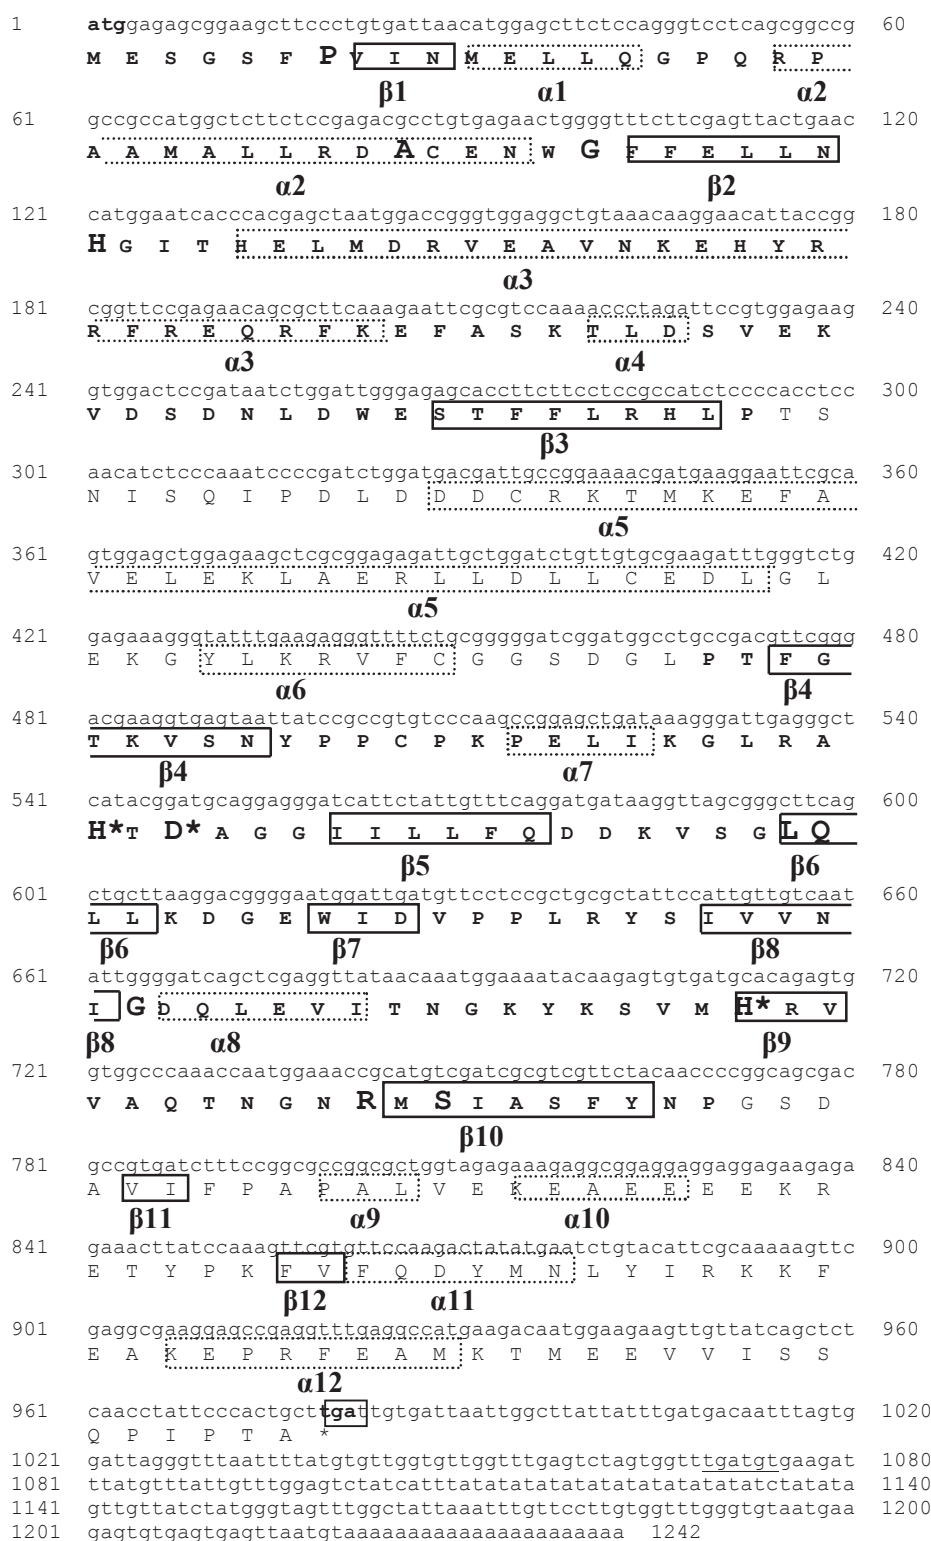 1 atggagagcggaagcttccctgtgattaacatggagcttctccagggtcctcagcggccg 60
M E S G S F P V I N M E L L Q G P Q R P
β1 α1 α2
61 gccgccatggctcttctccgagacgcctgtgagaactggggtttcttcgagttactgaac 120
A A M A L L R D A C E N W G F F E L L N
α2 β2
121 catggaatcacccacgagctaatggaccgggtggaggctgtaaacaaggaacattaccgg 180
H G I T H E L M D R V E A V N K E H Y R
α3
181 cggttccgagaacagcgcttcaaagaattcgcgtccaaaaccctagattccgtggagaag 240
R F R E Q R F K E F A S K T L D S V E K
α3 α4
241 gtggactccgataatctggattgggagagcaccttcttcctccgccatctccccacctcc 300
V D S D N L D W E S T F F L R H L P T S
β3
301 aacatctcccaaatccccgatctggatgacgattgccggaaaacgatgaaggaattcgca 360
N I S Q I P D L D D D C R K T M K E F A
α5
361 gtggagctggagaagctcgcggagagattgctggatctgttgtgcgaagatttgggtctg 420
V E L E K L A E R L L D L L C E D L G L
α5
421 gagaaagggtatttgaagagggttttctgcgggggatcggatggcctgccgacgttcggg 480
E K G Y L K R V F C G G S D G L P T F G
α6 β4
481 acgaaggtgagtaattatccgccgtgtcccaagccggagctgataaagggattgagggct 540
T K V S N Y P P C P K P E L I K G L R A
β4 α7
541 catacggatgcaggagggatcattctattgtttcaggatgataaggttagcgggcttcag 600
H* T D* A G G I I L L F Q D D K V S G L Q
β5 β6
601 ctgcttaaggacggggaatggattgatgttcctccgctgcgctattccattgttgtcaat 660
L L K D G E W I D V P P L R Y S I V V N
β6 β7 β8
661 attggggatcagctcgaggttataacaaatggaaaatacaagagtgtgatgcacagagtg 720
I G D Q L E V I T N G K Y K S V M H* R V
β8 α8 β9
721 gtggcccaaaccaatggaaaccgcatgtcgatcgcgtcgttctacaaccccggcagcgac 780
V A Q T N G N R M S I A S F Y N P G S D
β10
781 gccgtgatctttccggcgccggcgctggtagagaaagaggcggaggaggaggagaagaga 840
A V I F P A P A L V E K E A E E E E K R
β11 α9 α10
841 gaaacttatccaaagttcgtgttccaagactatatgaatctgtacattcgcaaaaagttc 900
E T Y P K F V F Q D Y M N L Y I R K K F
β12 α11
901 gaggcgaaggagccgaggtttgaggccatgaagacaatggaagaagttgttatcagctct 960
E A K E P R F E A M K T M E E V V I S S
α12
961 caacctattcccactgcttgattgtgattaattggcttattatttgatgacaatttagtg 1020
Q P I P T A *
1021 gattagggtttaattttatgtgttggtgttggtttgagtctagtggtttgatgtgaagat 1080
1081 ttatgtttattgtttggagtctatcatttatatatatatatatatatatatatctatata 1140
1141 gttgttatctatgggtagtttggctattaaatttgttccttgtggtttgggtgtaatgaa 1200
1201 gagtgtgagtgagttaatgtaaaaaaaaaaaaaaaaaaaaaa 1242